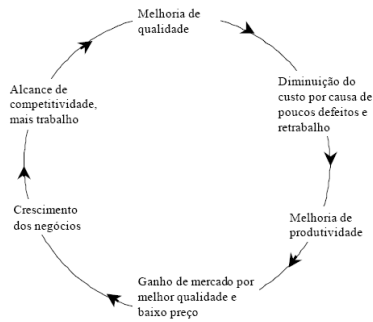 Melhoria de
qualidade
Diminuição do
custo por causa de
poucos defeitos e
retrabalho
Melhoria de
produtividade
Ganho de mercado por
melhor qualidade e
baixo preço
Crescimento
dos negócios
Alcance de
competitividade,
mais trabalho